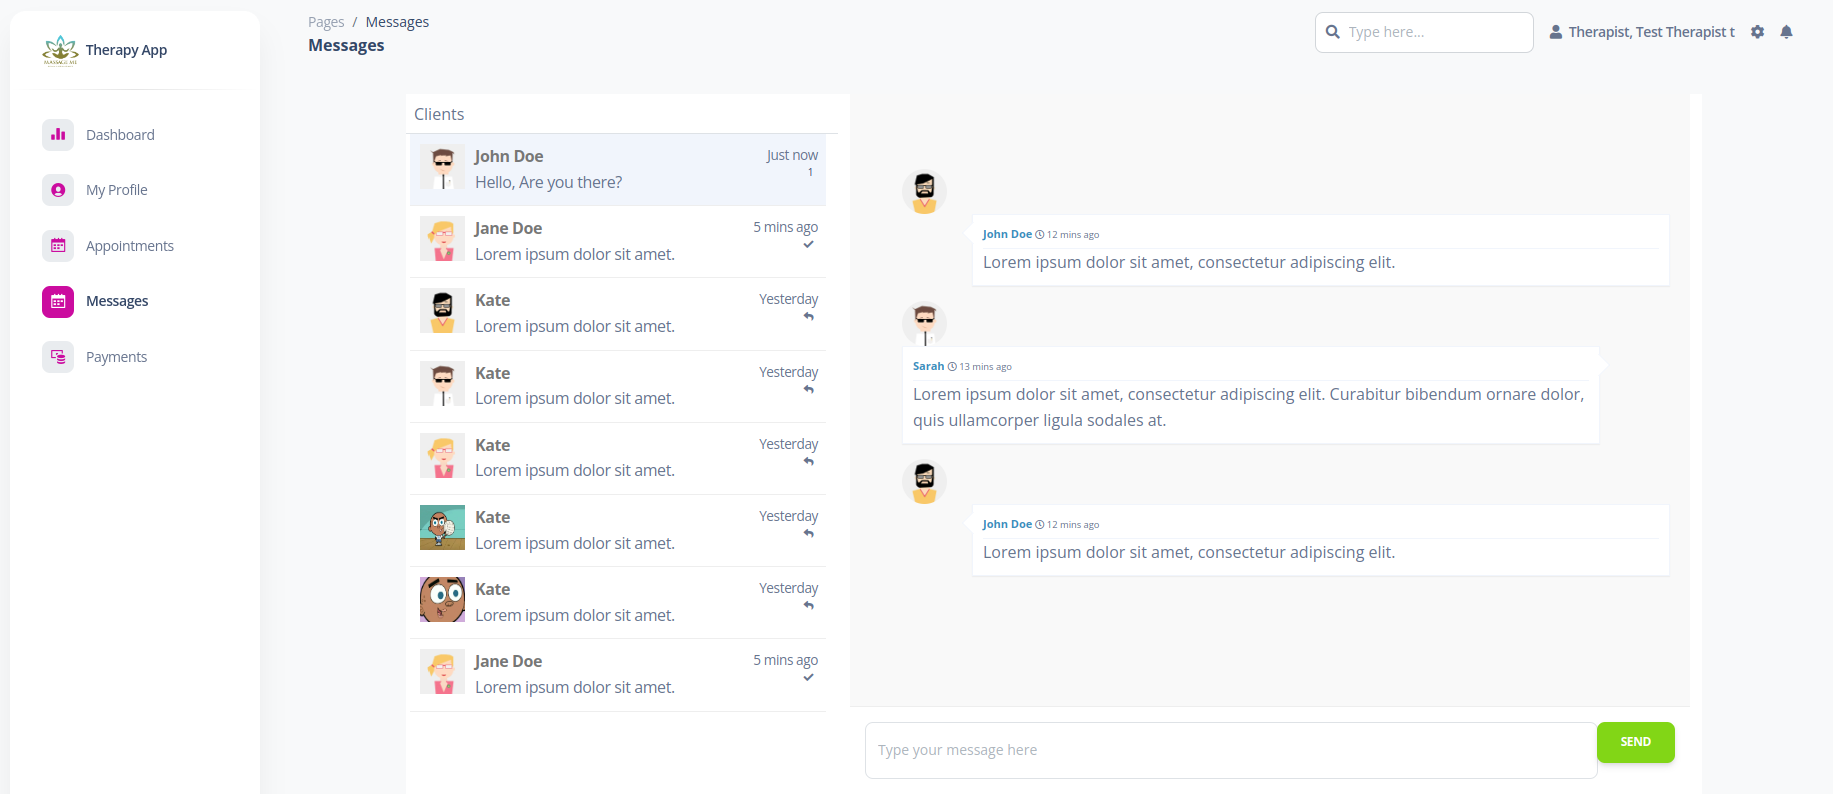 MASSAGE ME
Therapy App
Dashboard
My Profile
Appointments
Messages
Payments
Pages / Messages
Messages
Type here...
Therapist, Test Therapist t
Clients
John Doe
Just now
1
Hello, Are you there?
Jane Doe
5 mins ago
Lorem ipsum dolor sit amet.
Kate
Yesterday
Lorem ipsum dolor sit amet.
Kate
Yesterday
Lorem ipsum dolor sit amet.
Kate
Yesterday
Lorem ipsum dolor sit amet.
Kate
Yesterday
Lorem ipsum dolor sit amet.
Kate
Yesterday
Lorem ipsum dolor sit amet.
Jane Doe
5 mins ago
Lorem ipsum dolor sit amet.
John Doe 12 mins ago
Lorem ipsum dolor sit amet, consectetur adipiscing elit.
Sarah 13 mins ago
Lorem ipsum dolor sit amet, consectetur adipiscing elit. Curabitur bibendum ornare dolor,
quis ullamcorper ligula sodales at.
John Doe 12 mins ago
Lorem ipsum dolor sit amet, consectetur adipiscing elit.
Type your message here
SEND